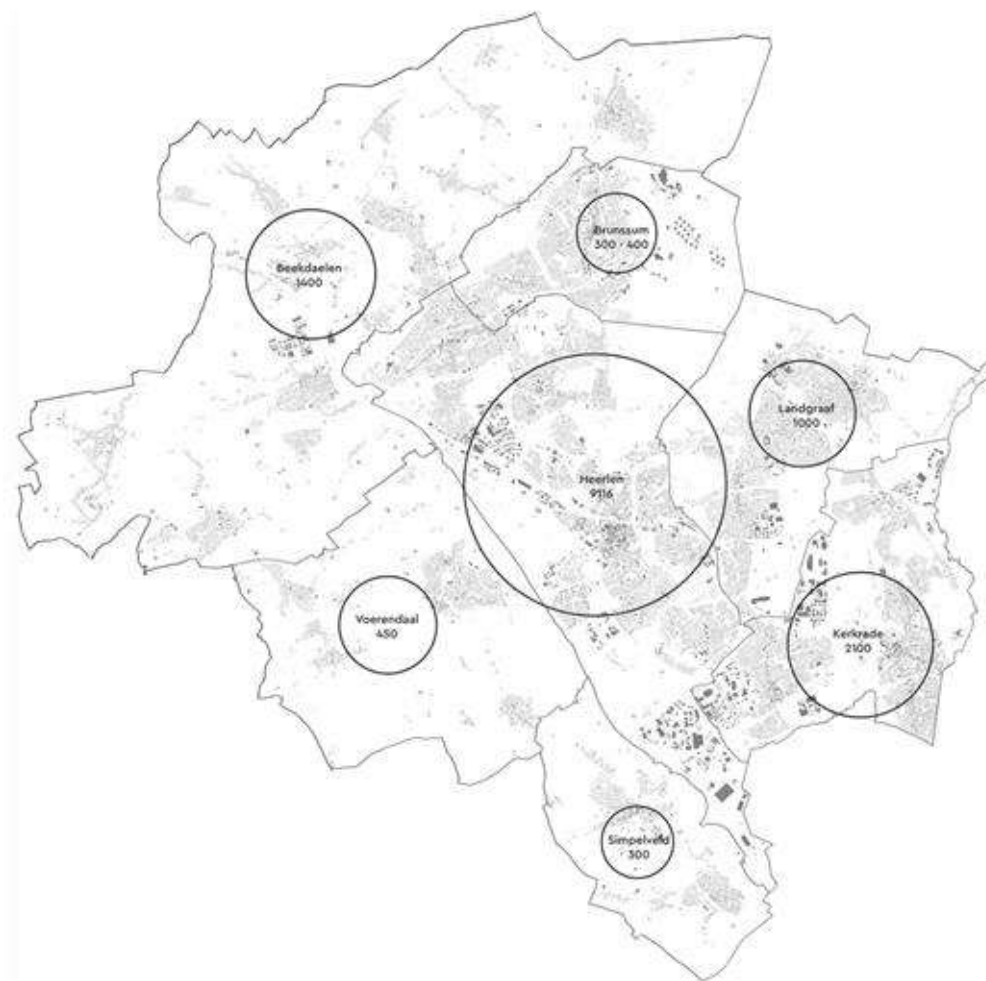 Brunssum
300 - 400
Beekdaelen
1400
Landgraaf
1000
Heerlen
9116
Voerendaal
450
Kerkrade
2100
Simpelveld
300